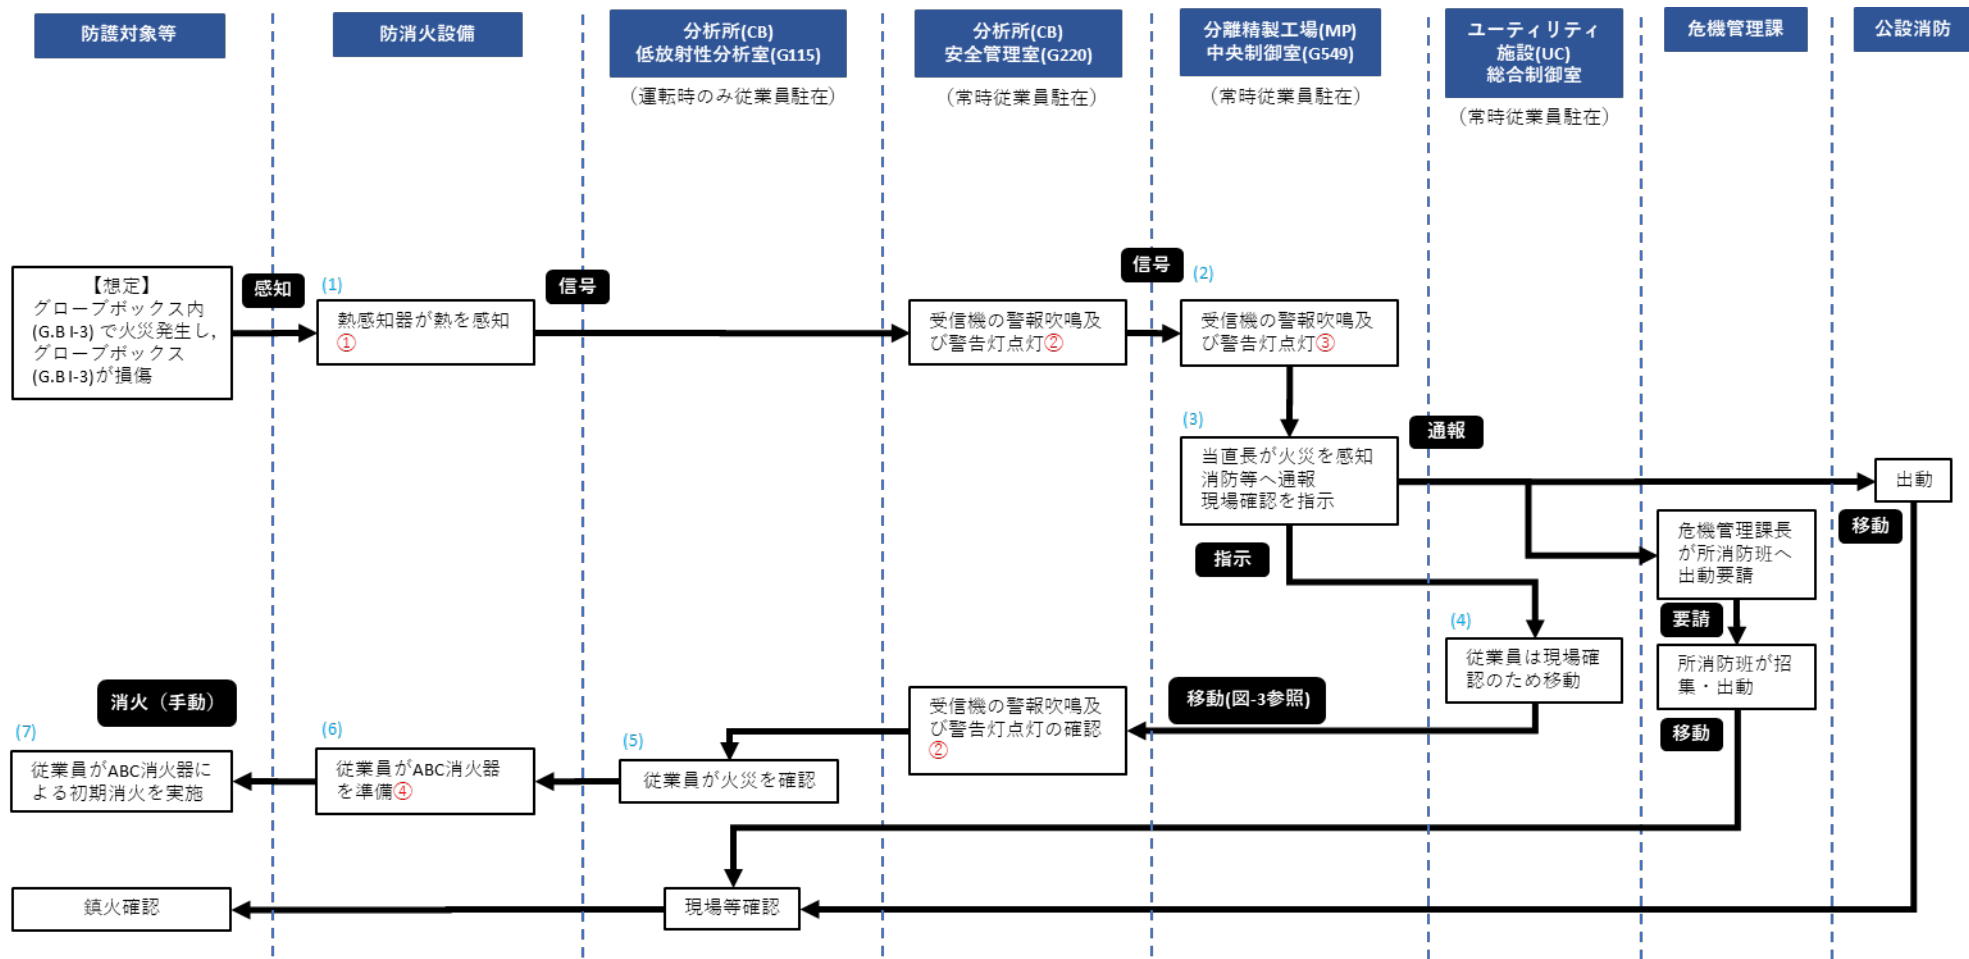 防護対象等
防消火設備
分析所(CB)
低放射性分析室(G115)
(運転時のみ従業員駐在)
分析所(CB)
安全管理室(G220)
(常時従業員駐在)
分離精製工場(MP)
中央制御室(G549)
(常時従業員駐在)
ユーティリティ
施設(UC)
総合制御室
(常時従業員駐在)
危機管理課
公設消防
【想定】
グローブボックス内
(G.B I-3) で火災発生し,
グローブボックス
(G.B I-3)が損傷
感知
(1)
熱感知器が熱を感知
①
信号
受信機の警報吹鳴及
び警告灯点灯②
信号
(2)
受信機の警報吹鳴及
び警告灯点灯③
(3)
当直長が火災を感知
消防等へ通報
現場確認を指示
通報
出動
移動
危機管理課長
が所消防班へ
出動要請
要請
所消防班が招
集・出動
移動
指示
(4)
従業員は現場確
認のため移動
移動(図-3参照)
受信機の警報吹鳴及
び警告灯点灯の確認
②
(5)
従業員が火災を確認
(6)
従業員がABC消火器
を準備④
消火（手動）
(7)
従業員がABC消火器に
よる初期消火を実施
現場等確認
鎮火確認